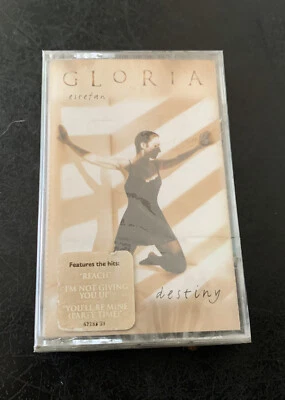 GLORIA
estefan
destiny
Features the hits:
"REACH"
"I'M NOT GIVING
YOU UP"
"YOU'LL BE MINE
(PARTY TIME)"